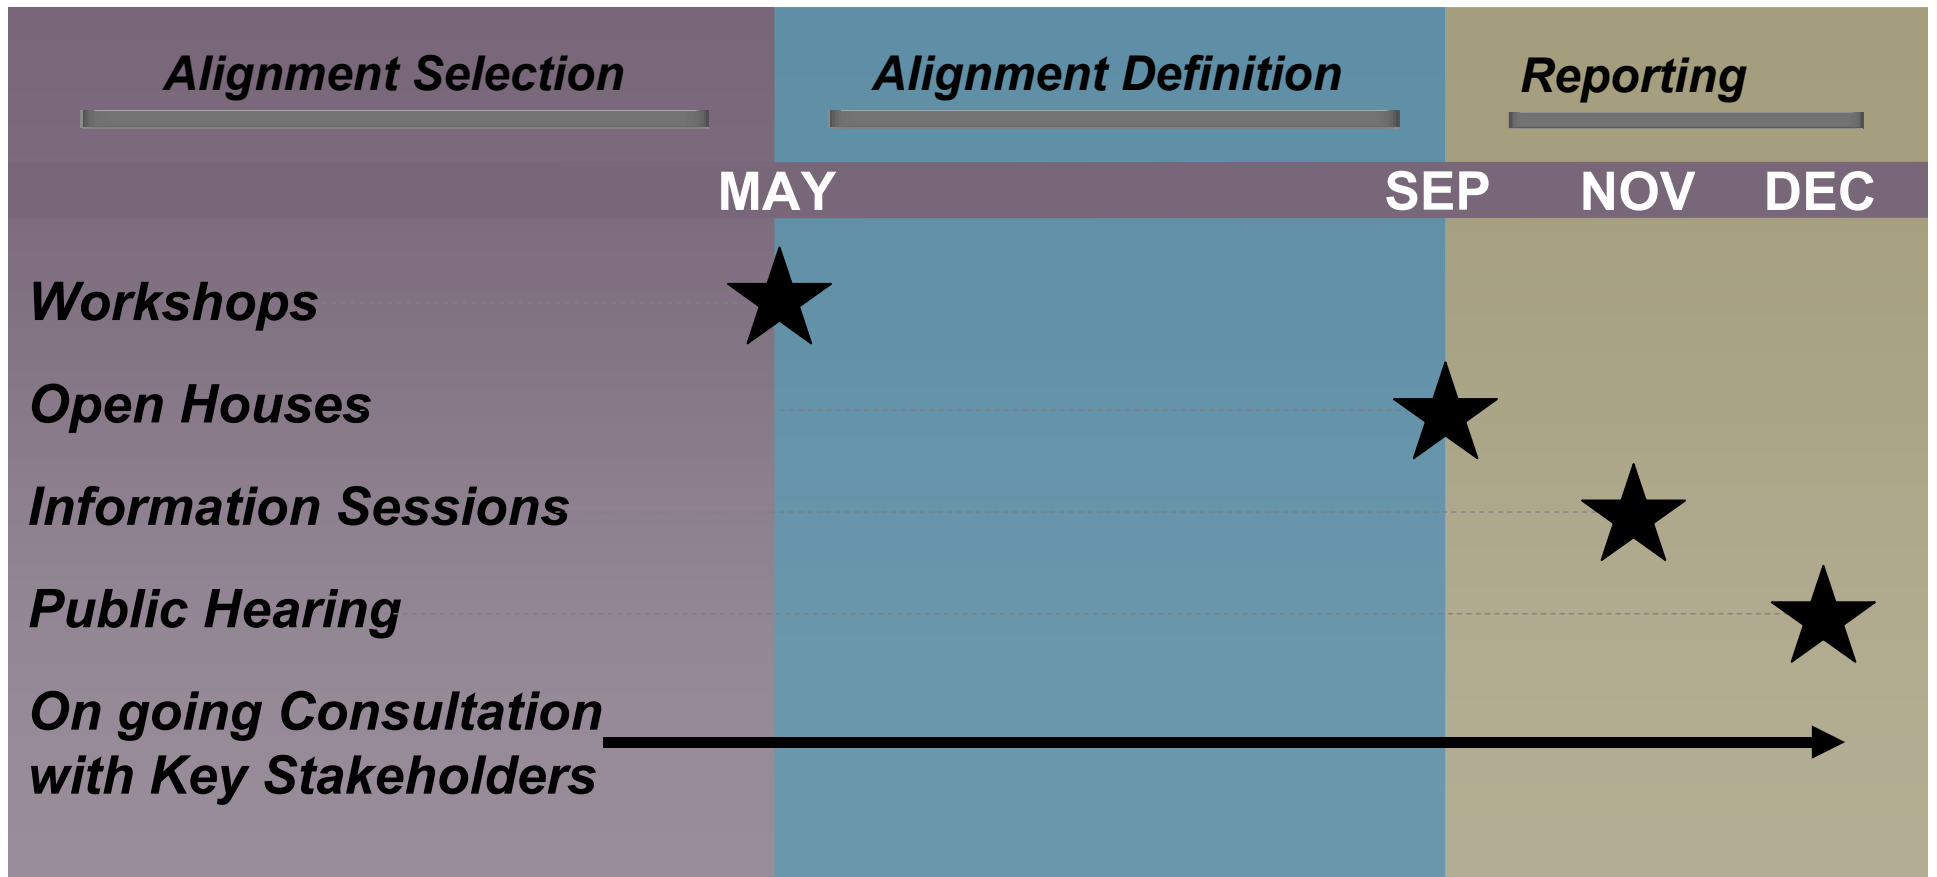 Alignment Selection
Alignment Definition
Reporting
MAY
SEP
NOV
DEC
Workshops
Open Houses
Information Sessions
Public Hearing
On going Consultation
with Key Stakeholders